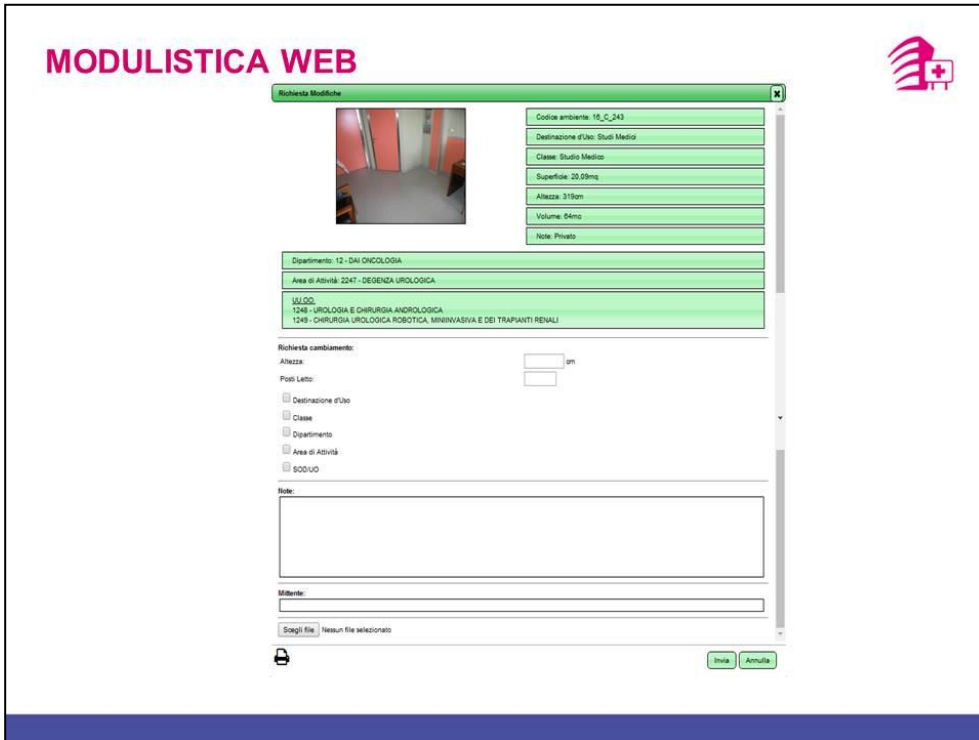 MODULISTICA WEB
Richiesta Modifiche
Codice ambiente: 16_C_243
Destinazione d'Uso: Studi Medici
Classe: Studio Medico
Superficie: 20,09mq
Altezza: 319cm
Volume: 64mc
Note: Privato
Dipartimento: 12 - DAI ONCOLOGIA
Area di Attività: 2247 - DEGENZA UROLOGICA
UU.OO.
1248 - UROLOGIA E CHIRURGIA ANDROLOGICA
1249 - CHIRURGIA UROLOGICA ROBOTICA, MINIINVASIVA E DEI TRAPIANTI RENALI
Richiesta cambiamento:
Altezza: cm
Posti Letto:
Destinazione d'Uso
Classe
Dipartimento
Area di Attività
SOD/UO
Note:
Mittente:
Scegli file Nessun file selezionato
Invia Annulla